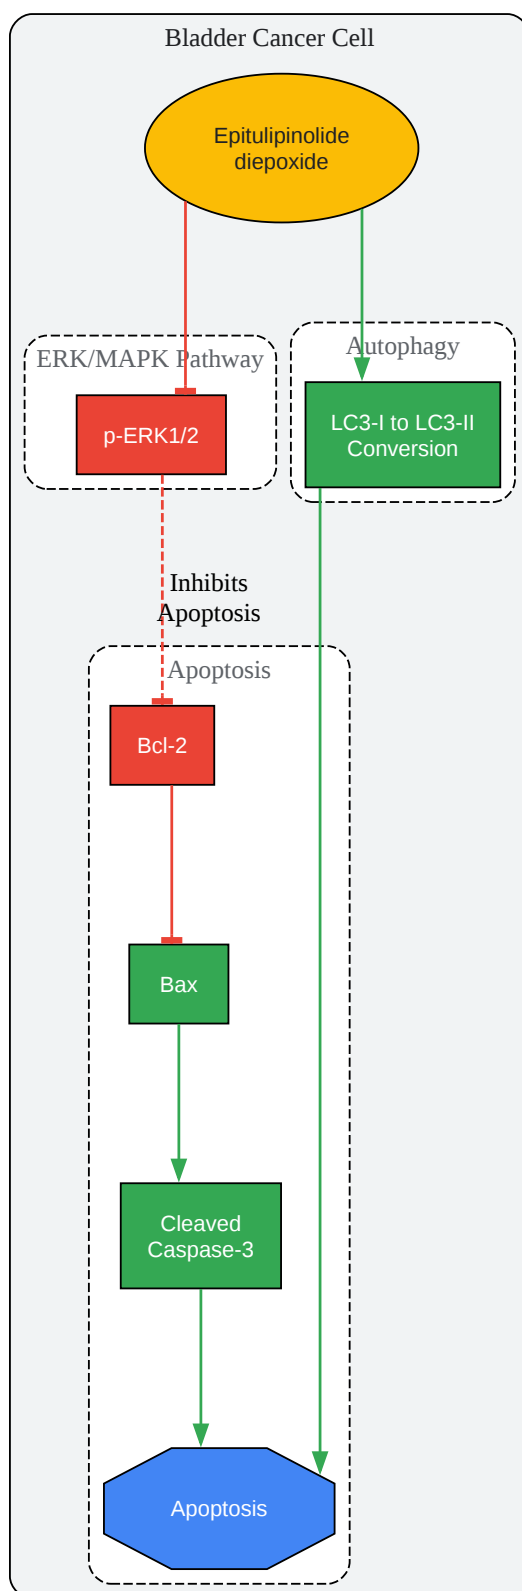 Bladder Cancer Cell
Epitulipinolide
diepoxide
ERK/MAPK Pathway
Autophagy
p-ERK1/2
LC3-I to LC3-II
Conversion
Inhibits
Apoptosis
Apoptosis
Bcl-2
Bax
Cleaved
Caspase-3
Apoptosis